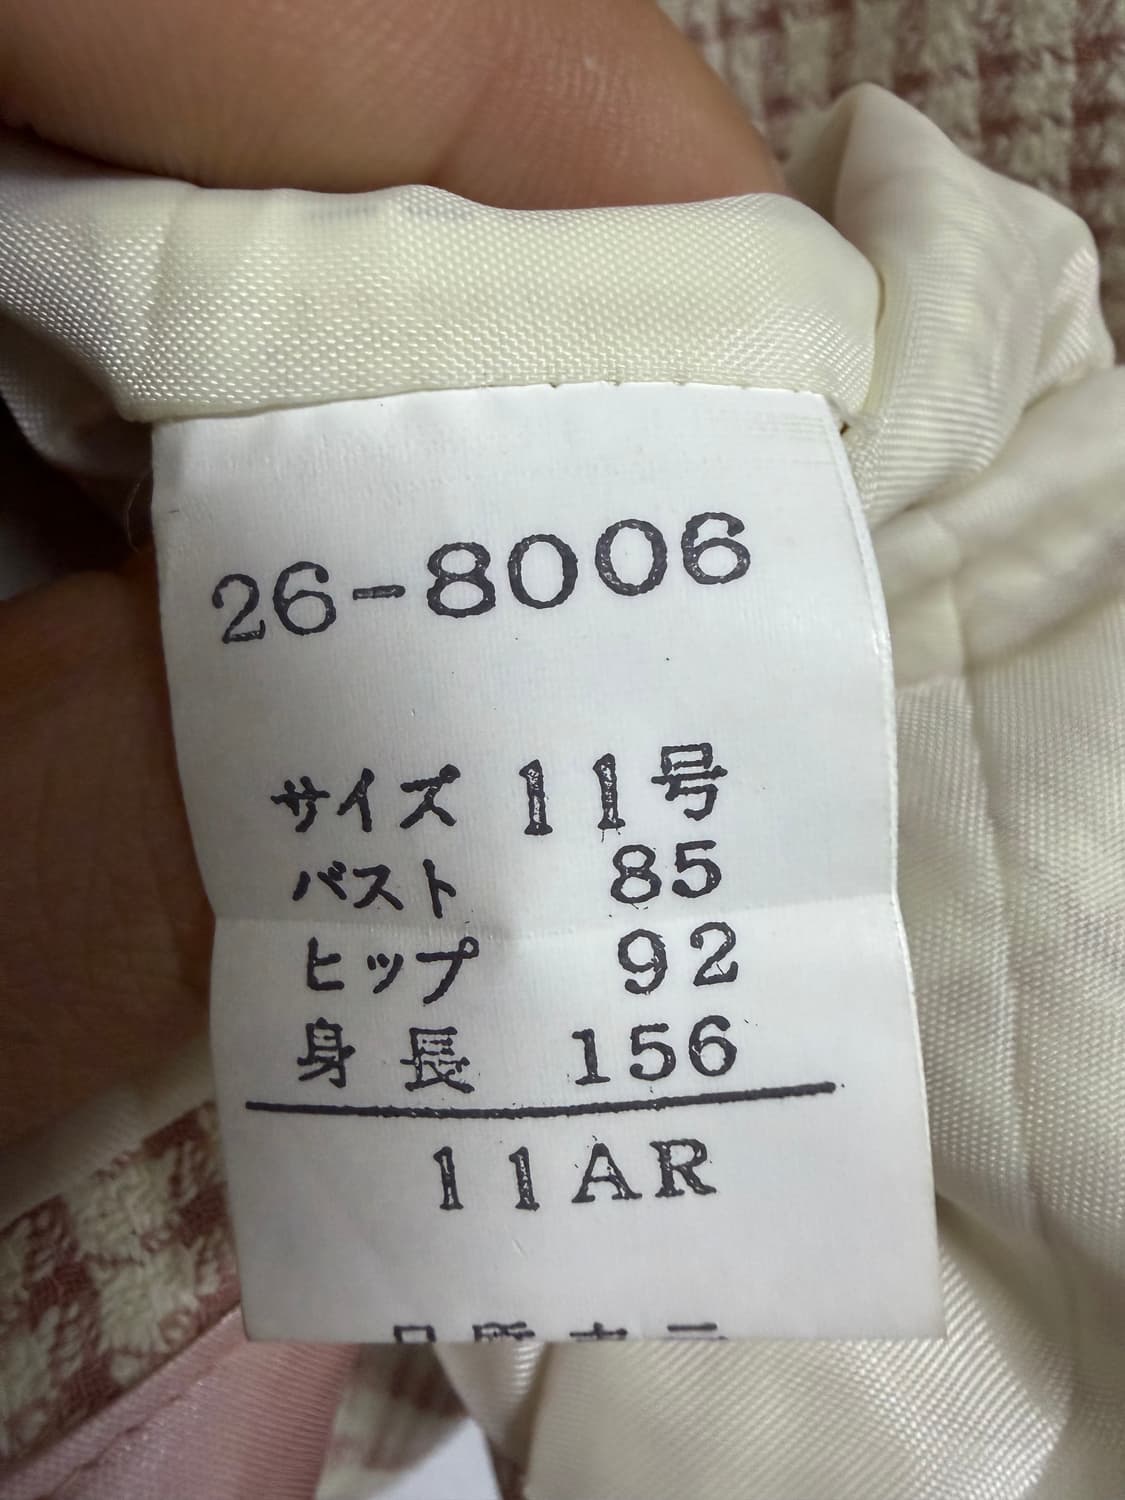 26-8006
サイズ 11号
バスト 85
ヒップ 92
身長 156
11AR